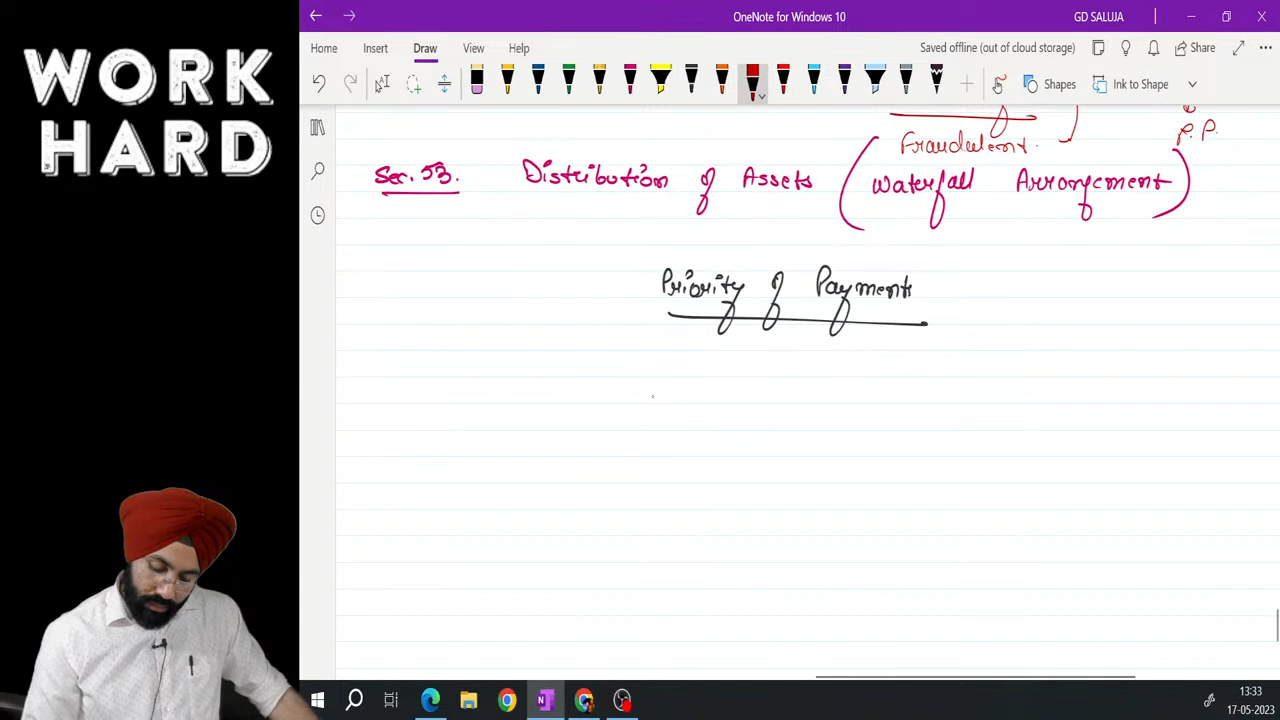 WORK
HARD
OneNote for Windows 10
GD SALUJA
Home Insert Draw View Help
Saved offline (out of cloud storage)
Share
Shapes
Ink to Shape
P.P.
Fraudulent.
Sec. 53. Distribution of Assets (Waterfall Arrangement)
Priority of Payments
13:33
17-05-2023